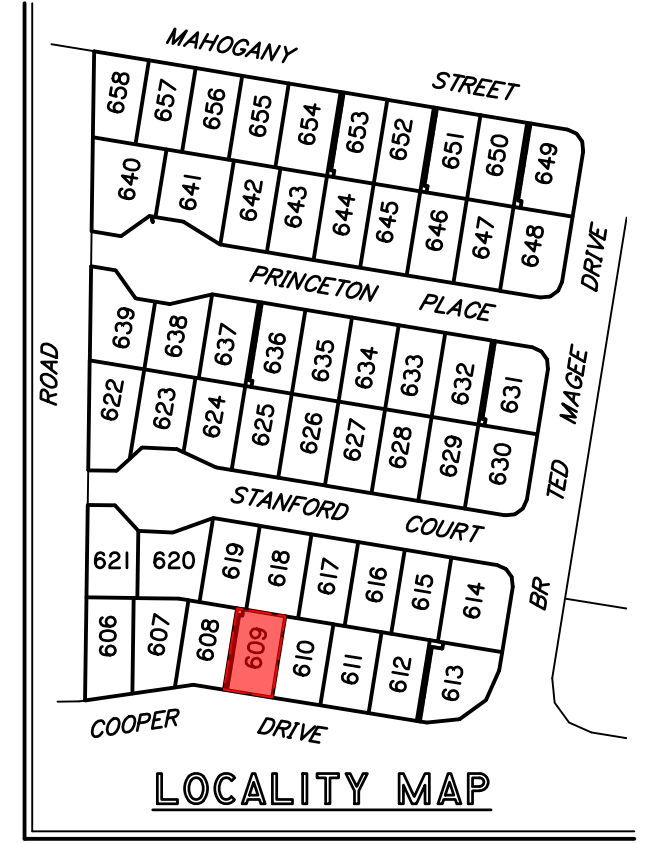 MAHOGANY STREET
658 657 656 655 654 653 652 651 650 649
640 641 642 643 644 645 646 647 648
DRIVE
PRINCETON PLACE
639 638 637 636 635 634 633 632 631
ROAD
MAGEE
622 623 624 625 626 627 628 629 630
TED
STANFORD COURT
621 620 619 618 617 616 615 614
BR
606 607 608 609 610 611 612 613
COOPER DRIVE
LOCALITY MAP